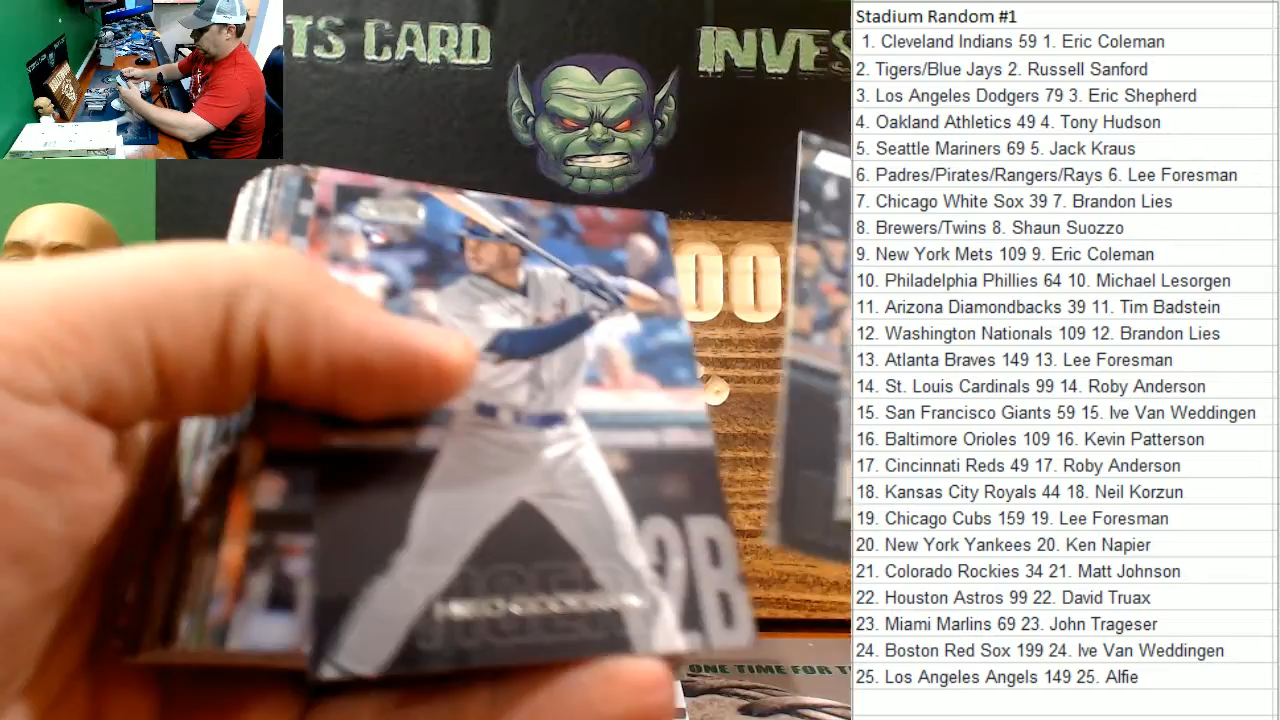 TS CARD
INVES
00
TIGERS
2B
ONE TIME FOR T
Stadium Random #1
1. Cleveland Indians 59 1. Eric Coleman
2. Tigers/Blue Jays 2. Russell Sanford
3. Los Angeles Dodgers 79 3. Eric Shepherd
4. Oakland Athletics 49 4. Tony Hudson
5. Seattle Mariners 69 5. Jack Kraus
6. Padres/Pirates/Rangers/Rays 6. Lee Foresman
7. Chicago White Sox 39 7. Brandon Lies
8. Brewers/Twins 8. Shaun Suozzo
9. New York Mets 109 9. Eric Coleman
10. Philadelphia Phillies 64 10. Michael Lesorgen
11. Arizona Diamondbacks 39 11. Tim Badstein
12. Washington Nationals 109 12. Brandon Lies
13. Atlanta Braves 149 13. Lee Foresman
14. St. Louis Cardinals 99 14. Roby Anderson
15. San Francisco Giants 59 15. Ive Van Weddingen
16. Baltimore Orioles 109 16. Kevin Patterson
17. Cincinnati Reds 49 17. Roby Anderson
18. Kansas City Royals 44 18. Neil Korzun
19. Chicago Cubs 159 19. Lee Foresman
20. New York Yankees 20. Ken Napier
21. Colorado Rockies 34 21. Matt Johnson
22. Houston Astros 99 22. David Truax
23. Miami Marlins 69 23. John Trageser
24. Boston Red Sox 199 24. Ive Van Weddingen
25. Los Angeles Angels 149 25. Alfie